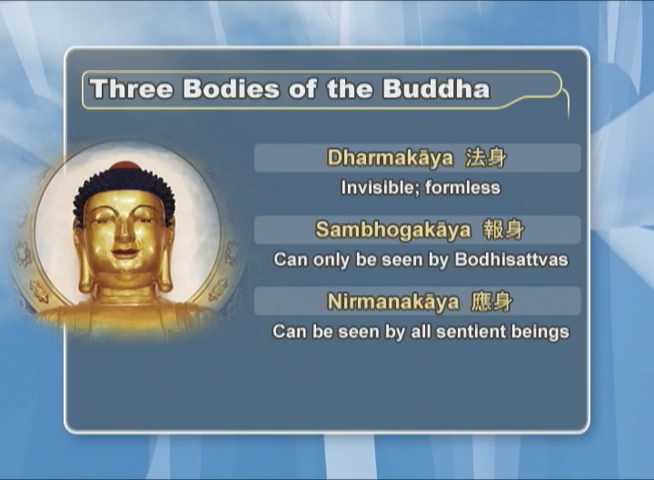 Three Bodies of the Buddha
Dharmakāya 法身
Invisible; formless
Sambhogakāya 報身
Can only be seen by Bodhisattvas
Nirmanakāya 應身
Can be seen by all sentient beings